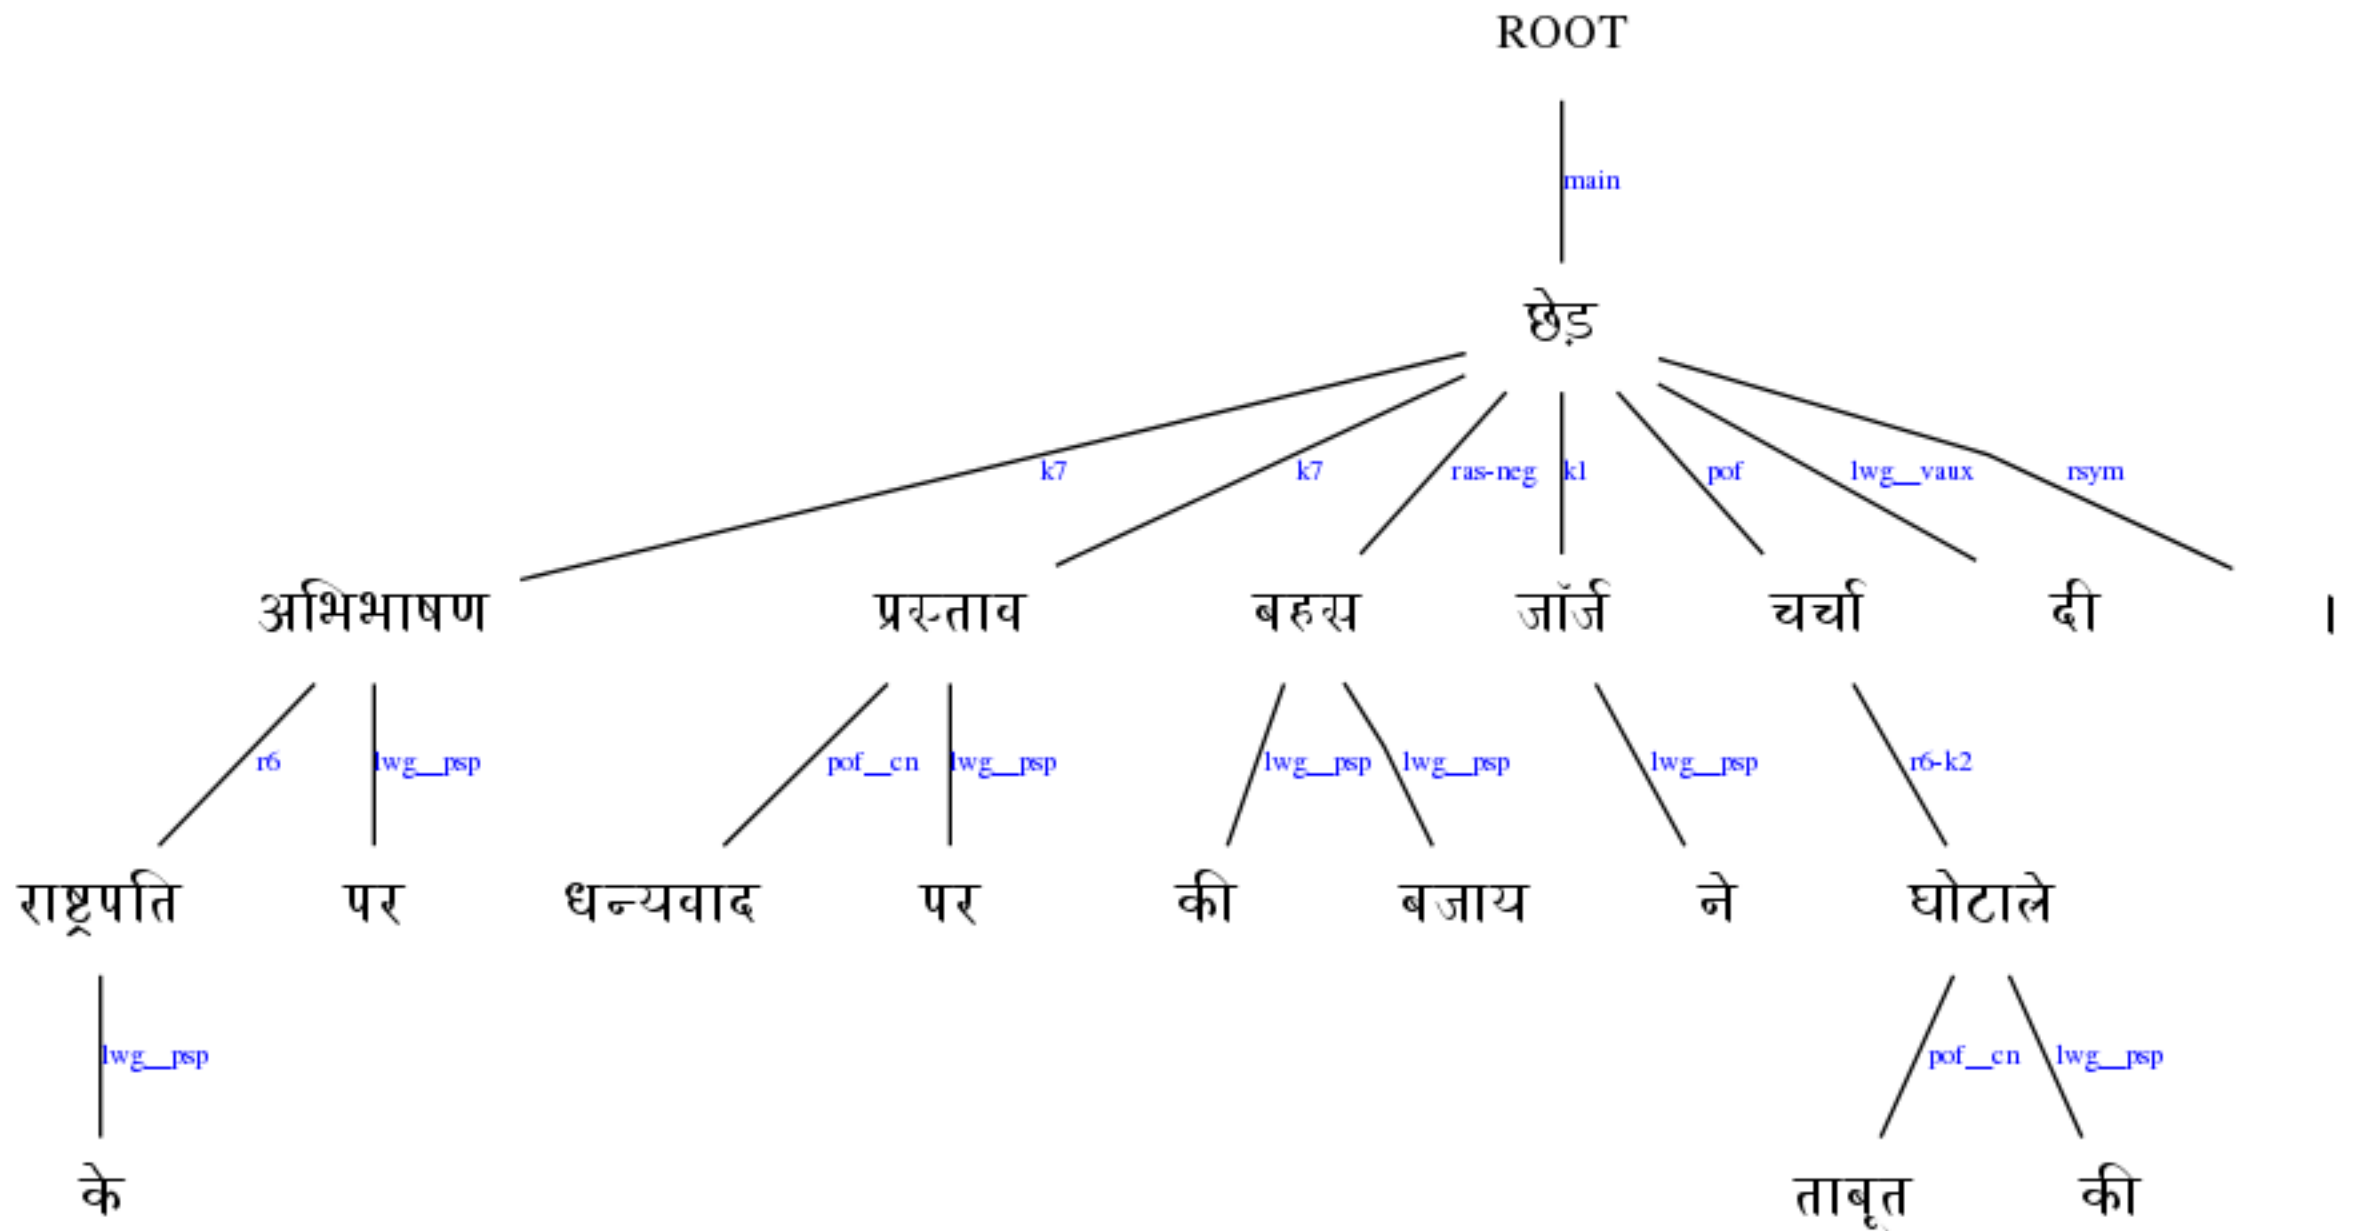 ROOT
main
छेड़
k7 k7 ras-neg k1 pof lwg__vaux rsym
अभिभाषण प्रस्ताव बहस जॉर्ज चर्चा दी ।
r6 lwg__psp pof__cn lwg__psp lwg__psp lwg__psp lwg__psp r6-k2
राष्ट्रपति पर धन्यवाद पर की बजाय ने घोटाले
lwg__psp pof__cn lwg__psp
के ताबूत की